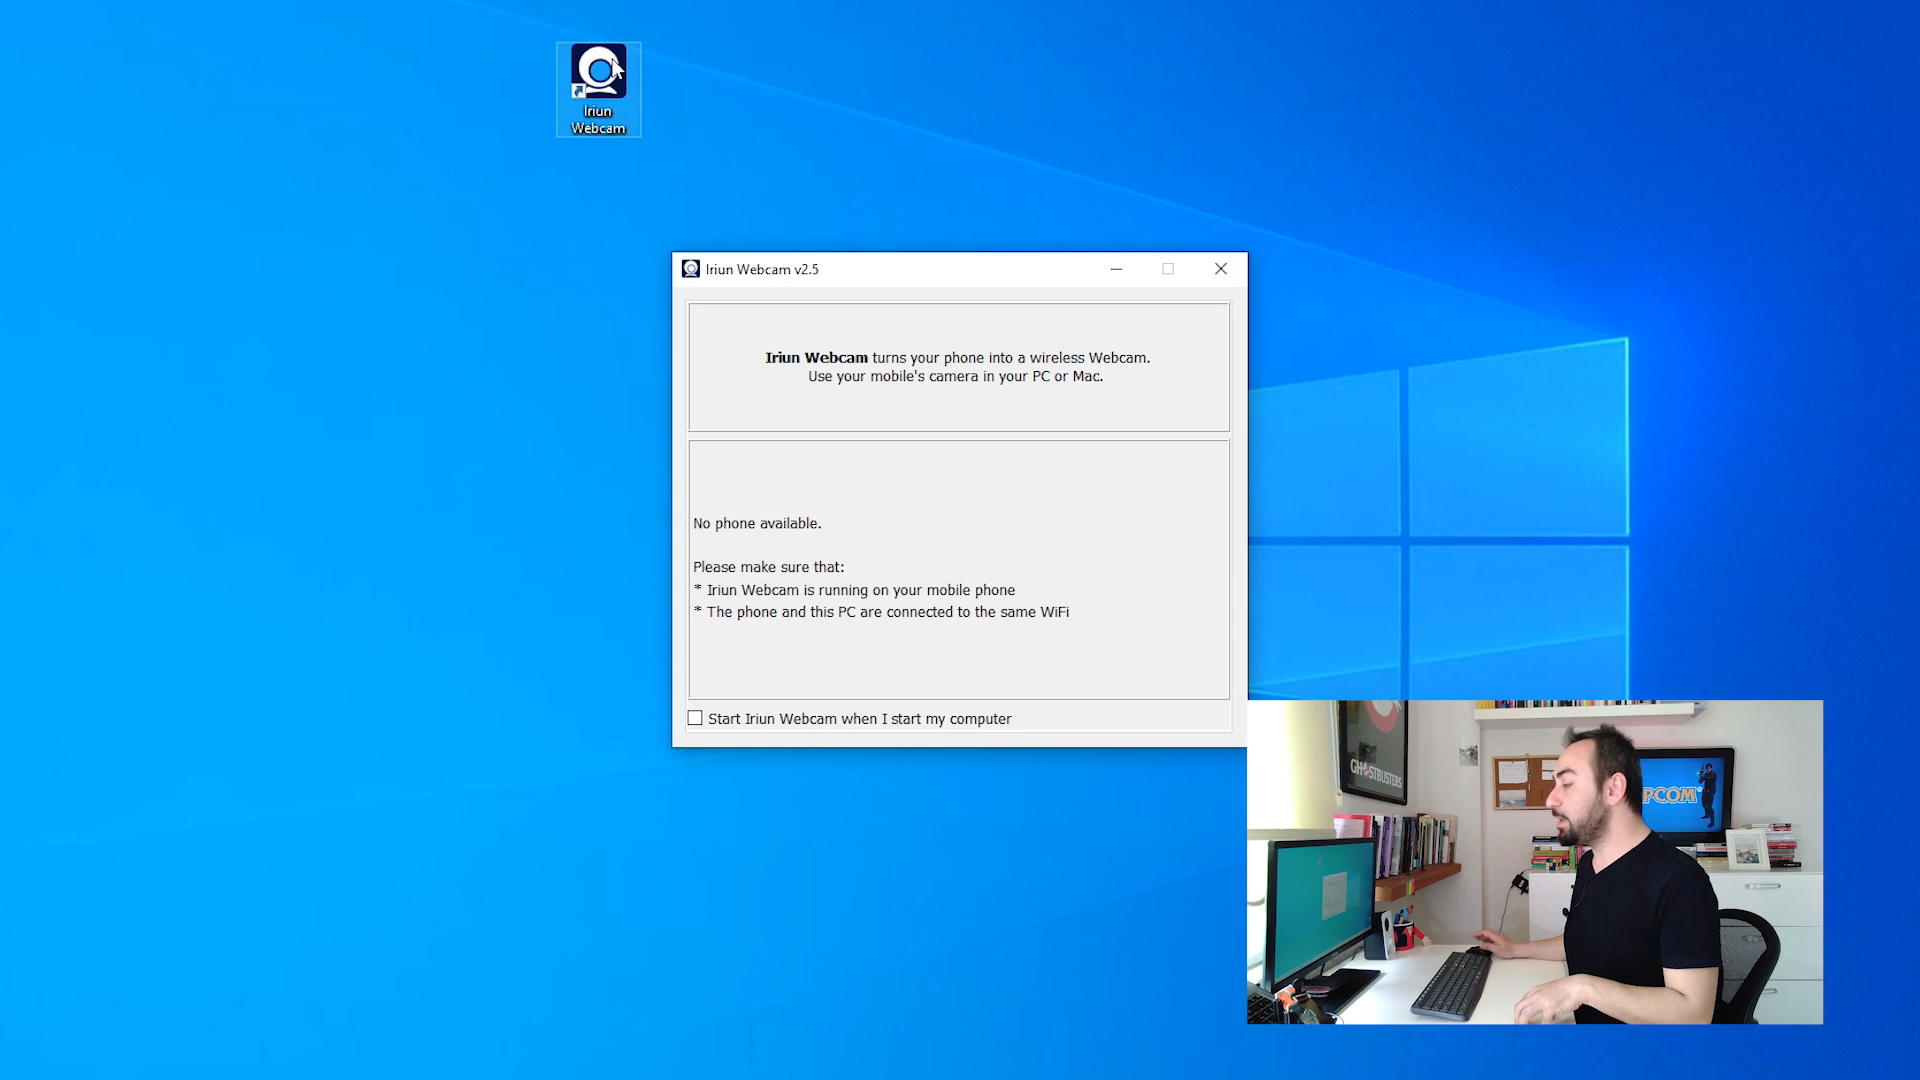 Iriun
Webcam
Iriun Webcam v2.5
Iriun Webcam turns your phone into a wireless Webcam.
Use your mobile's camera in your PC or Mac.
No phone available.
Please make sure that:
* Iriun Webcam is running on your mobile phone
* The phone and this PC are connected to the same WiFi
Start Iriun Webcam when I start my computer
GHOSTBUSTERS
PCOM